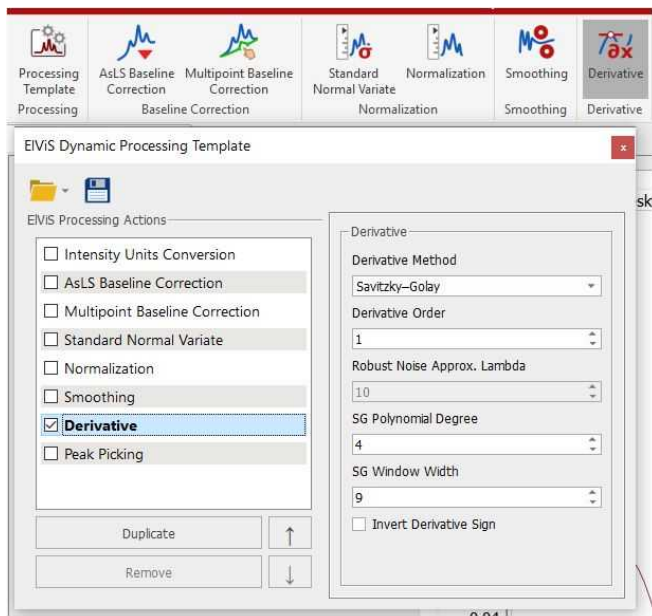 Processing Template
AsLS Baseline Correction
Multipoint Baseline Correction
Standard Normal Variate
Normalization
Smoothing
Derivative
Processing
Baseline Correction
Normalization
Smoothing
Derivative
ElViS Dynamic Processing Template
x
ElViS Processing Actions
Intensity Units Conversion
AsLS Baseline Correction
Multipoint Baseline Correction
Standard Normal Variate
Normalization
Smoothing
Derivative
Peak Picking
Duplicate
↑
Remove
↓
Derivative
Derivative Method
Savitzky–Golay
Derivative Order
1
Robust Noise Approx. Lambda
10
SG Polynomial Degree
4
SG Window Width
9
Invert Derivative Sign